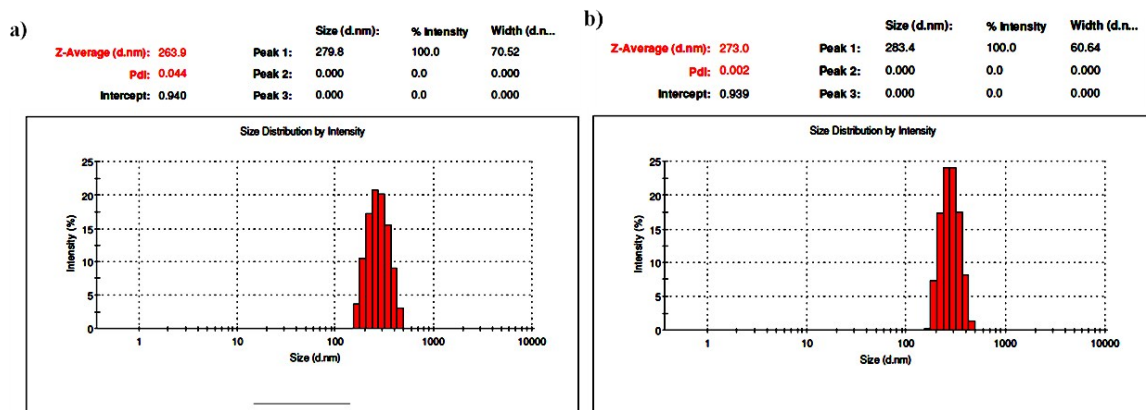 a)
Size (d.nm): % Intensity Width (d.n...
Z-Average (d.nm): 263.9 Peak 1: 279.8 100.0 70.52
PdI: 0.044 Peak 2: 0.000 0.0 0.000
Intercept: 0.940 Peak 3: 0.000 0.0 0.000
Size Distribution by Intensity
Intensity (%)
25
20
15
10
5
0
1 10 100 1000 10000
Size (d.nm)
b)
Size (d.nm): % Intensity Width (d.n...
Z-Average (d.nm): 273.0 Peak 1: 283.4 100.0 60.64
PdI: 0.002 Peak 2: 0.000 0.0 0.000
Intercept: 0.939 Peak 3: 0.000 0.0 0.000
Size Distribution by Intensity
Intensity (%)
25
20
15
10
5
0
1 10 100 1000 10000
Size (d.nm)